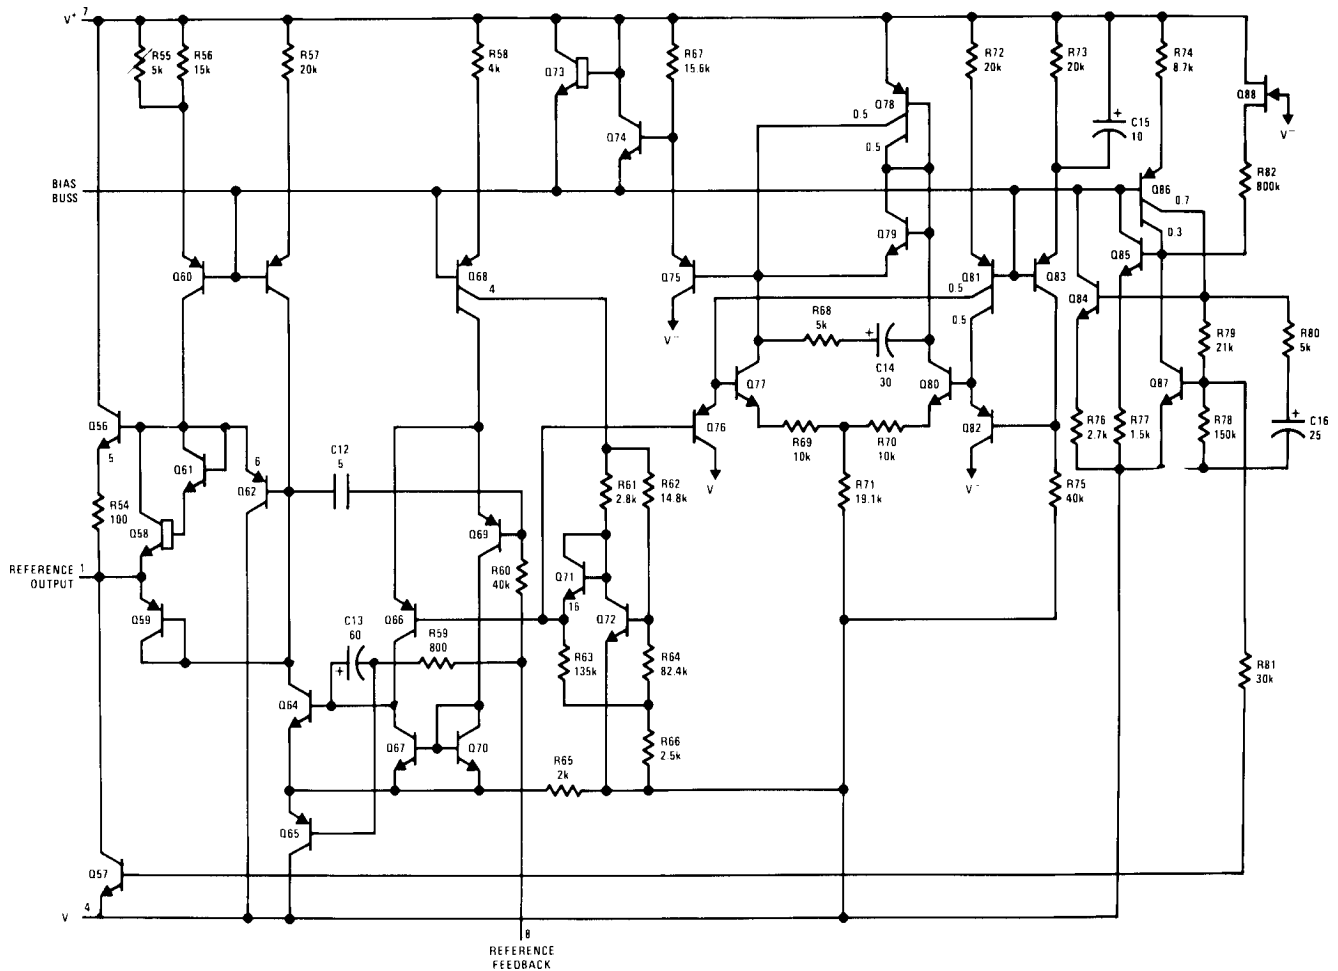 V+ 7
R55
5k
R56
15k
R57
20k
R58
4k
Q73
R67
15.6k
Q74
Q78
0.5
0.5
R72
20k
R73
20k
C15
10
R74
8.7k
Q88
V−
R82
800k
BIAS
BUSS
Q86
0.7
0.3
Q60
Q68
4
Q75
V−
Q79
Q81
0.5
0.5
Q83
Q84
Q85
R68
5k
C14
30
R79
21k
R80
5k
Q77
Q80
Q87
Q76
V
R69
10k
R70
10k
Q82
V−
R76
2.7k
R77
1.5k
R78
150k
C16
25
Q56
5
Q61
6
Q62
C12
5
R61
2.8k
R62
14.8k
R71
19.1k
R75
40k
R54
100
Q58
Q69
R60
40k
REFERENCE
OUTPUT
1
Q71
16
Q72
Q59
Q66
C13
60
R59
800
R63
135k
R64
82.4k
R81
30k
Q64
Q67
Q70
R66
2.5k
R65
2k
Q65
Q57
V 4
8
REFERENCE
FEEDBACK